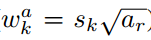 (w_k^a = s_k\sqrt{a_r})